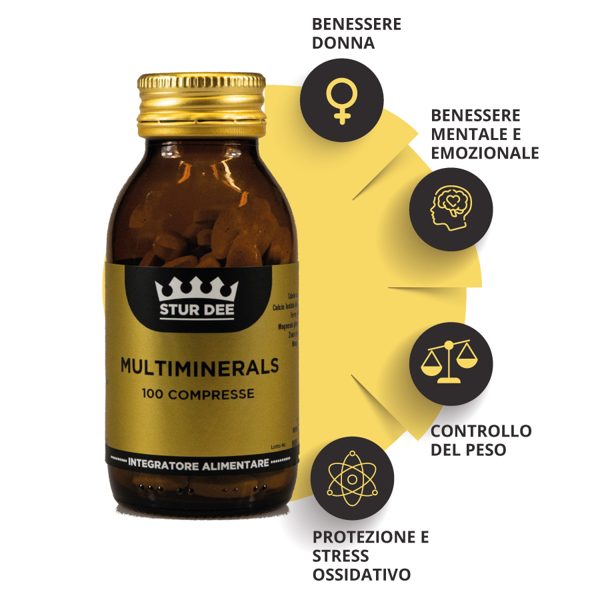 BENESSERE
DONNA
BENESSERE
MENTALE E
EMOZIONALE
STUR DEE
MULTIMINERALS
100 COMPRESSE
INTEGRATORE ALIMENTARE
CONTROLLO
DEL PESO
PROTEZIONE E
STRESS
OSSIDATIVO